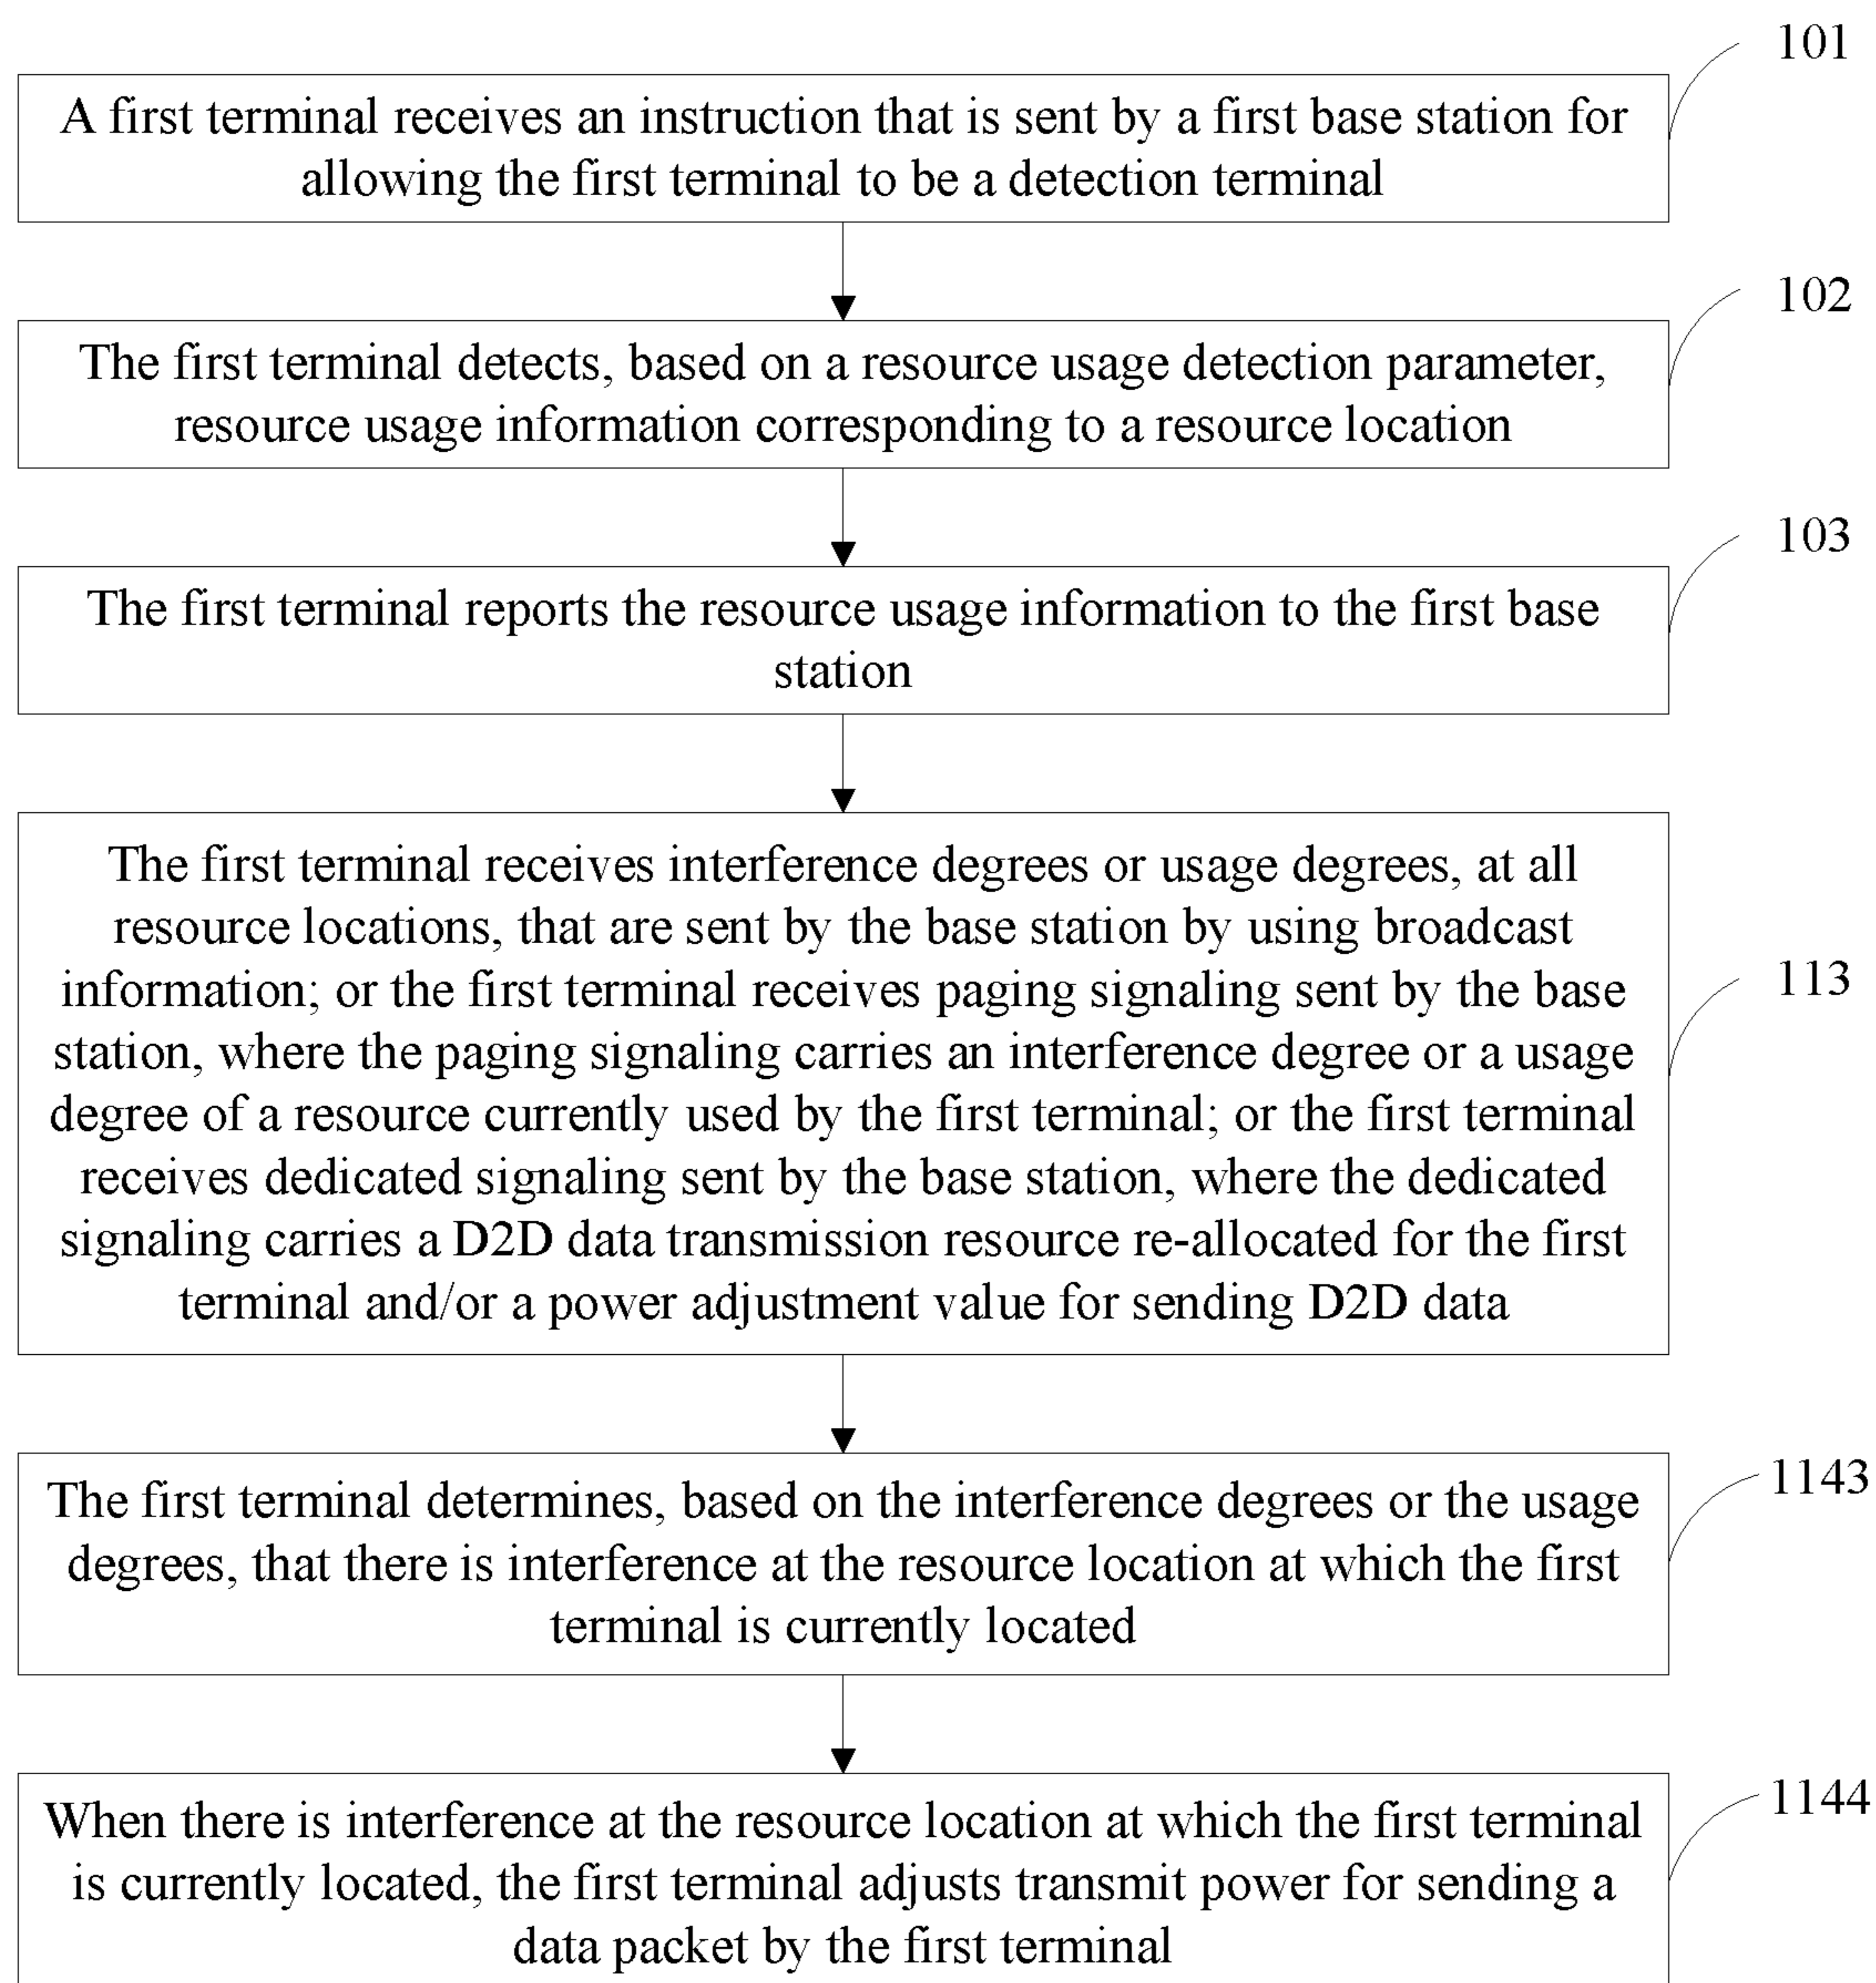 101
A first terminal receives an instruction that is sent by a first base station for
allowing the first terminal to be a detection terminal
102
The first terminal detects, based on a resource usage detection parameter,
resource usage information corresponding to a resource location
103
The first terminal reports the resource usage information to the first base
station
The first terminal receives interference degrees or usage degrees, at all
resource locations, that are sent by the base station by using broadcast
information; or the first terminal receives paging signaling sent by the base
station, where the paging signaling carries an interference degree or a usage
degree of a resource currently used by the first terminal; or the first terminal
receives dedicated signaling sent by the base station, where the dedicated
signaling carries a D2D data transmission resource re-allocated for the first
terminal and/or a power adjustment value for sending D2D data
113
The first terminal determines, based on the interference degrees or the usage
degrees, that there is interference at the resource location at which the first
terminal is currently located
1143
When there is interference at the resource location at which the first terminal
is currently located, the first terminal adjusts transmit power for sending a
data packet by the first terminal
1144